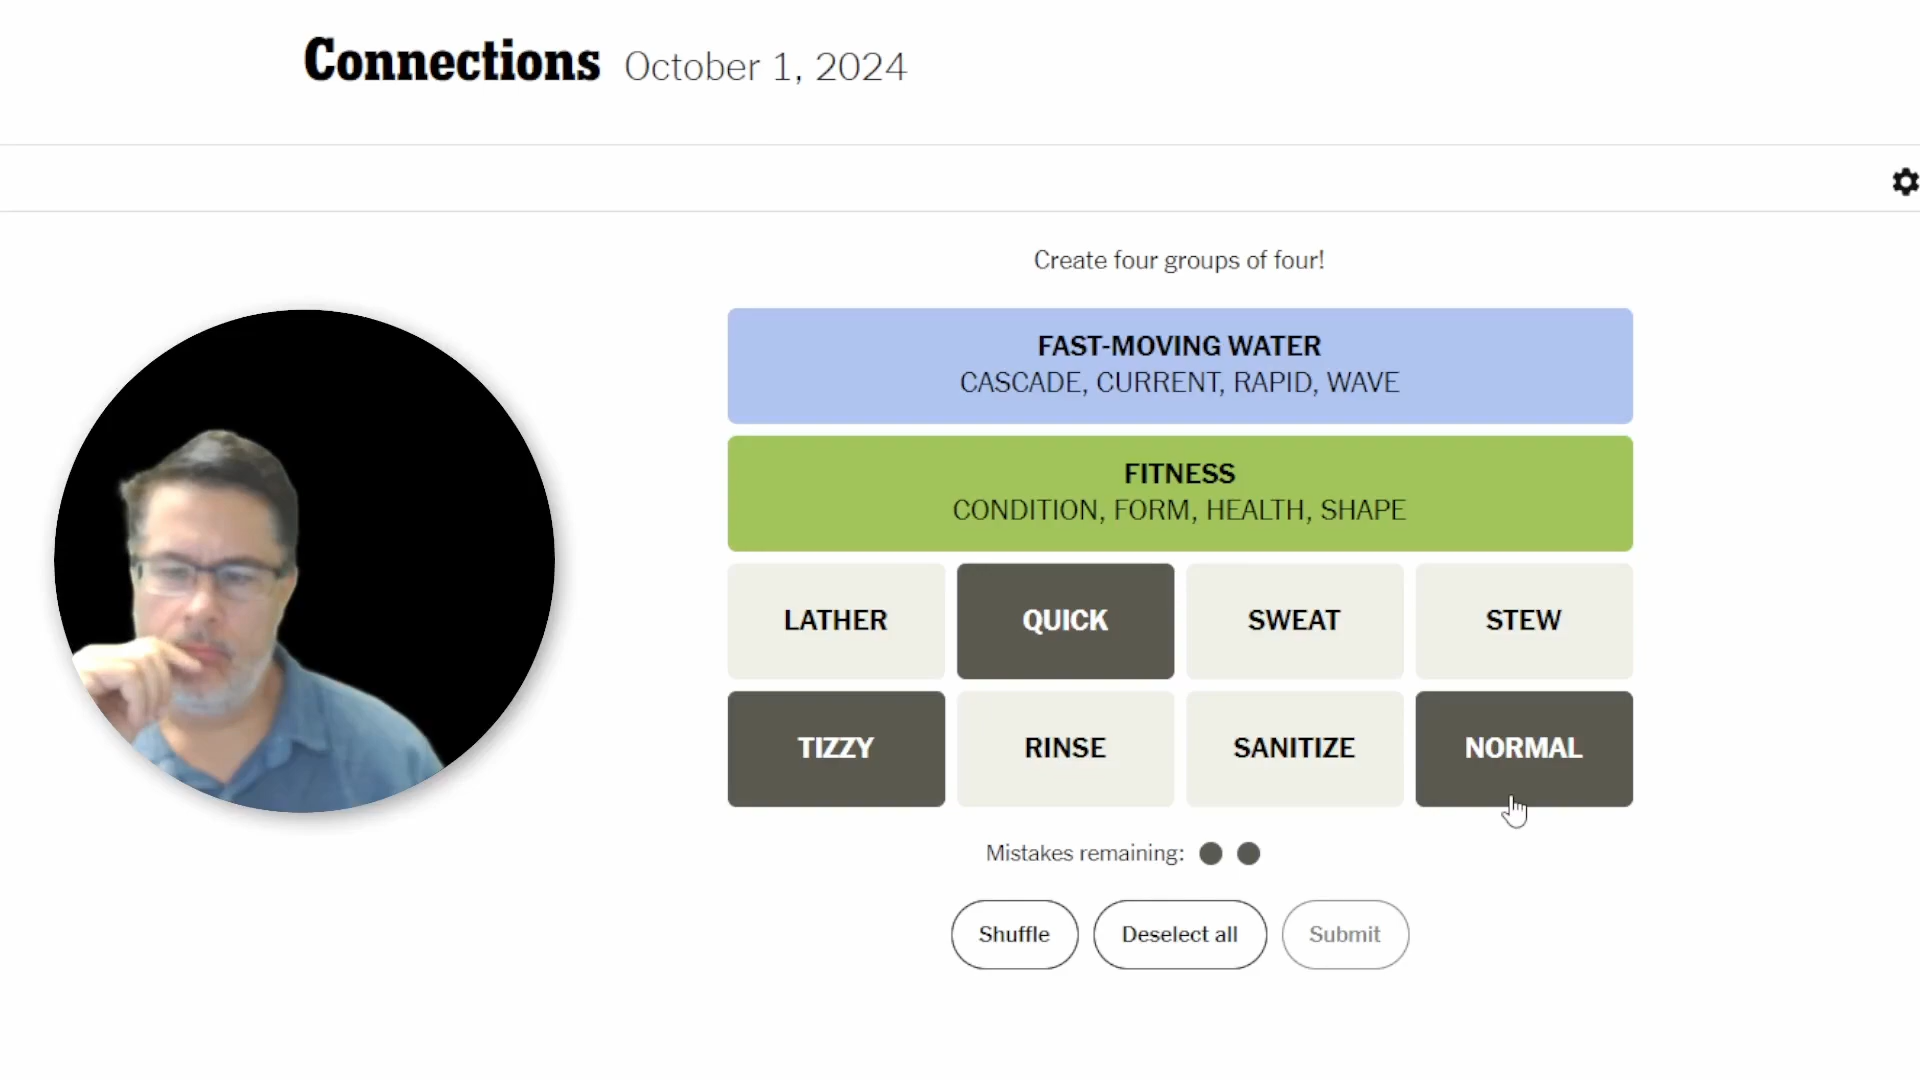 Connections October 1, 2024
Create four groups of four!
FAST-MOVING WATER
CASCADE, CURRENT, RAPID, WAVE
FITNESS
CONDITION, FORM, HEALTH, SHAPE
LATHER QUICK SWEAT STEW
TIZZY RINSE SANITIZE NORMAL
Mistakes remaining:
Shuffle Deselect all Submit